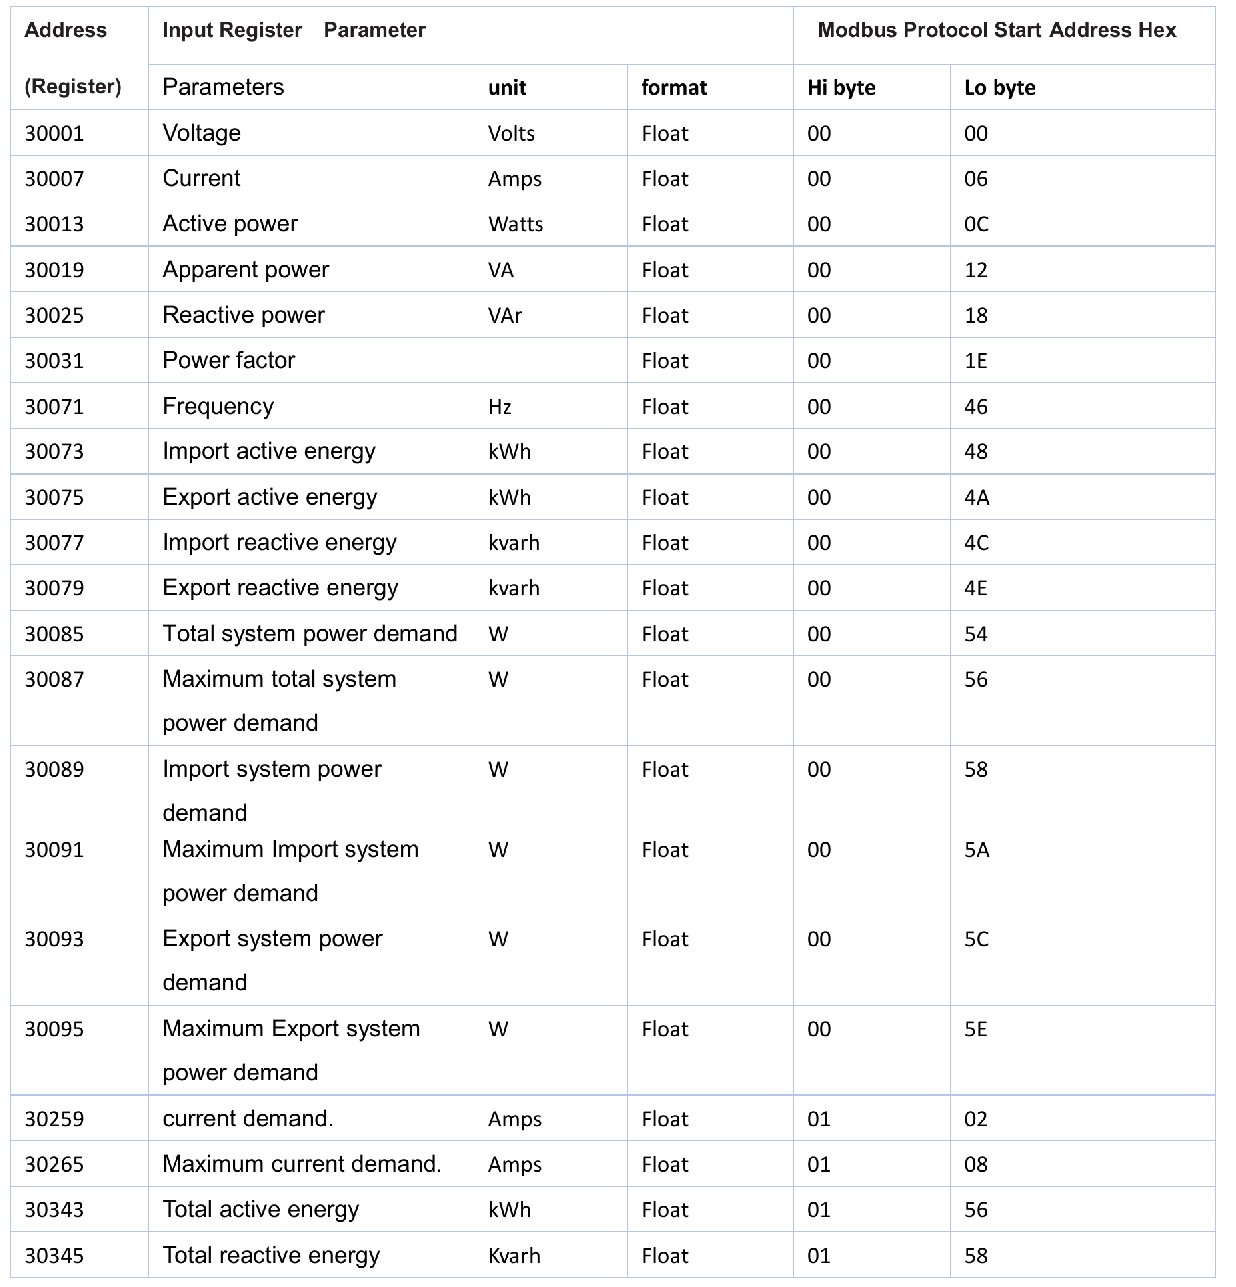 Address Input Register Parameter Modbus Protocol Start Address Hex
(Register) Parameters unit format Hi byte Lo byte
30001 Voltage Volts Float 00 00
30007 Current Amps Float 00 06
30013 Active power Watts Float 00 0C
30019 Apparent power VA Float 00 12
30025 Reactive power VAr Float 00 18
30031 Power factor Float 00 1E
30071 Frequency Hz Float 00 46
30073 Import active energy kWh Float 00 48
30075 Export active energy kWh Float 00 4A
30077 Import reactive energy kvarh Float 00 4C
30079 Export reactive energy kvarh Float 00 4E
30085 Total system power demand W Float 00 54
30087 Maximum total system W Float 00 56
power demand
30089 Import system power W Float 00 58
demand
30091 Maximum Import system W Float 00 5A
power demand
30093 Export system power W Float 00 5C
demand
30095 Maximum Export system W Float 00 5E
power demand
30259 current demand. Amps Float 01 02
30265 Maximum current demand. Amps Float 01 08
30343 Total active energy kWh Float 01 56
30345 Total reactive energy Kvarh Float 01 58